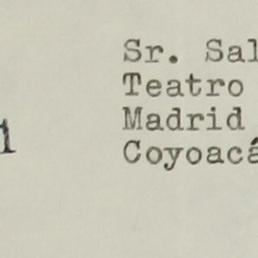 Sr. Sal
Teatro
Madrid
Coyoacá